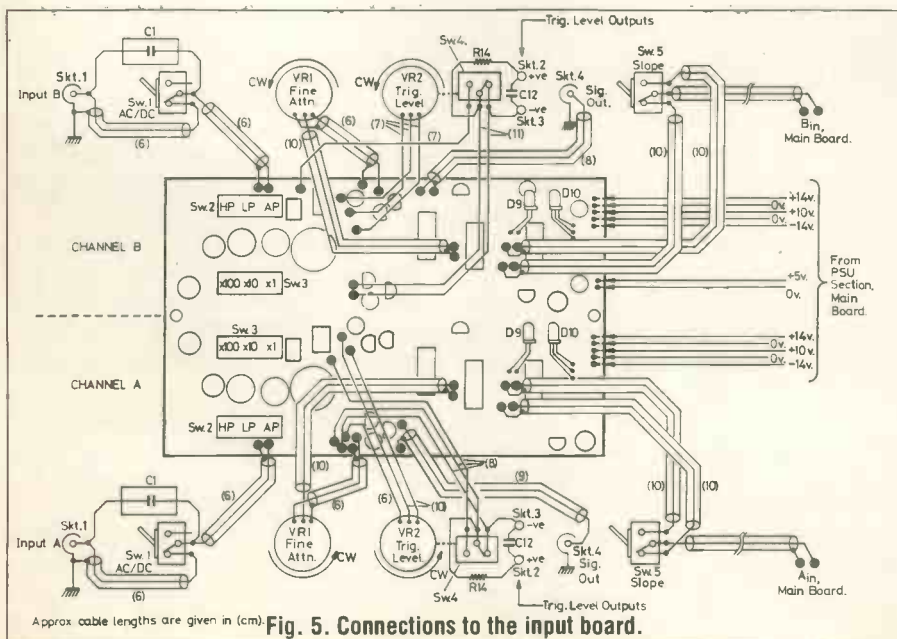 Trig. Level Outputs
C1
Skt.1
Input B
Sw.1
AC/DC
(6)
(6)
CW
VR1
Fine
Attn.
CW
VR2
Trig.
Level
Sw4.
R14
Skt.2
+ve
C12
-ve
Skt.3
Skt.4
Sig.
Out.
Sw.5
Slope
Bin,
Main Board.
(10)
(6)
(7)
(7)
(11)
(8)
(10)
(10)
Sw.2
HP LP AP
D9
D10
+14v.
0v.
+10v.
0v.
-14v.
CHANNEL B
x100 x10 x1
Sw.3
+5v.
0v.
From
PSU
Section,
Main
Board.
Sw.3
x100 x10 x1
D9
D10
+14v.
0v.
+10v.
0v.
-14v.
CHANNEL A
Sw.2
HP LP AP
(6)
(10)
(6)
(6)
(10)
(8)
(9)
(10)
(10)
C1
Skt.1
Input A
Sw.1
AC/DC
(6)
VR1
Fine
Attn.
CW
VR2
Trig.
Level
CW
Sw.4
R14
Skt.3
-ve
C12
+ve
Skt.2
Skt.4
Sig.
Out
Sw.5
Slope
Ain,
Main Board.
Trig. Level Outputs
Approx cable lengths are given in (cm).
Fig. 5. Connections to the input board.